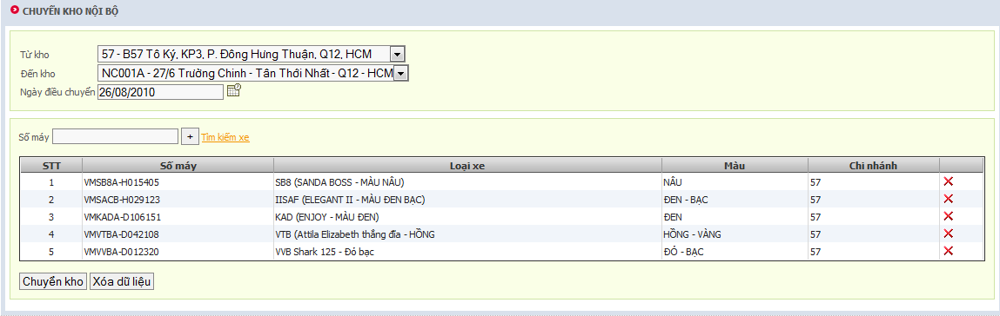 CHUYỂN KHO NỘI BỘ
Từ kho 57 - B57 Tô Ký, KP3, P. Đông Hưng Thuận, Q12, HCM
Đến kho NC001A - 27/6 Trường Chinh - Tân Thới Nhất - Q12 - HCM
Ngày điều chuyển 26/08/2010
Số máy + Tìm kiếm xe
STT Số máy Loại xe Màu Chi nhánh
1 VMSB8A-H015405 SB8 (SANDA BOSS - MÀU NÂU) NÂU 57
2 VMSACB-H029123 IISAF (ELEGANT II - MÀU ĐEN BẠC) ĐEN - BẠC 57
3 VMKADA-D106151 KAD (ENJOY - MÀU ĐEN) ĐEN 57
4 VMVTBA-D042108 VTB (Attila Elizabeth thắng đĩa - HỒNG HỒNG - VÀNG 57
5 VMVVBA-D012320 VVB Shark 125 - Đỏ bạc ĐỎ - BẠC 57
Chuyển kho Xóa dữ liệu